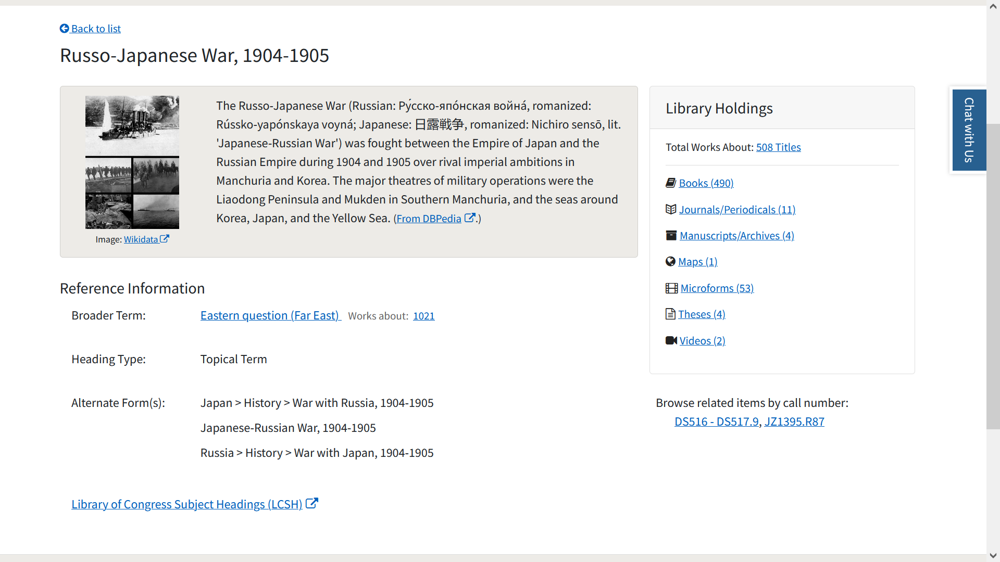 Back to list
Russo-Japanese War, 1904-1905
The Russo-Japanese War (Russian: Ру́сско-япóнская войнá, romanized:
Rússko-yapónskaya voyná; Japanese: 日露戦争, romanized: Nichiro sensō, lit.
'Japanese-Russian War') was fought between the Empire of Japan and the
Russian Empire during 1904 and 1905 over rival imperial ambitions in
Manchuria and Korea. The major theatres of military operations were the
Liaodong Peninsula and Mukden in Southern Manchuria, and the seas around
Korea, Japan, and the Yellow Sea. (From DBPedia .)
Image: Wikidata
Reference Information
Broader Term: Eastern question (Far East) Works about: 1021
Heading Type: Topical Term
Alternate Form(s): Japan > History > War with Russia, 1904-1905
Japanese-Russian War, 1904-1905
Russia > History > War with Japan, 1904-1905
Library of Congress Subject Headings (LCSH)
Library Holdings
Total Works About: 508 Titles
Books (490)
Journals/Periodicals (11)
Manuscripts/Archives (4)
Maps (1)
Microforms (53)
Theses (4)
Videos (2)
Browse related items by call number:
DS516 - DS517.9, JZ1395.R87
Chat with Us